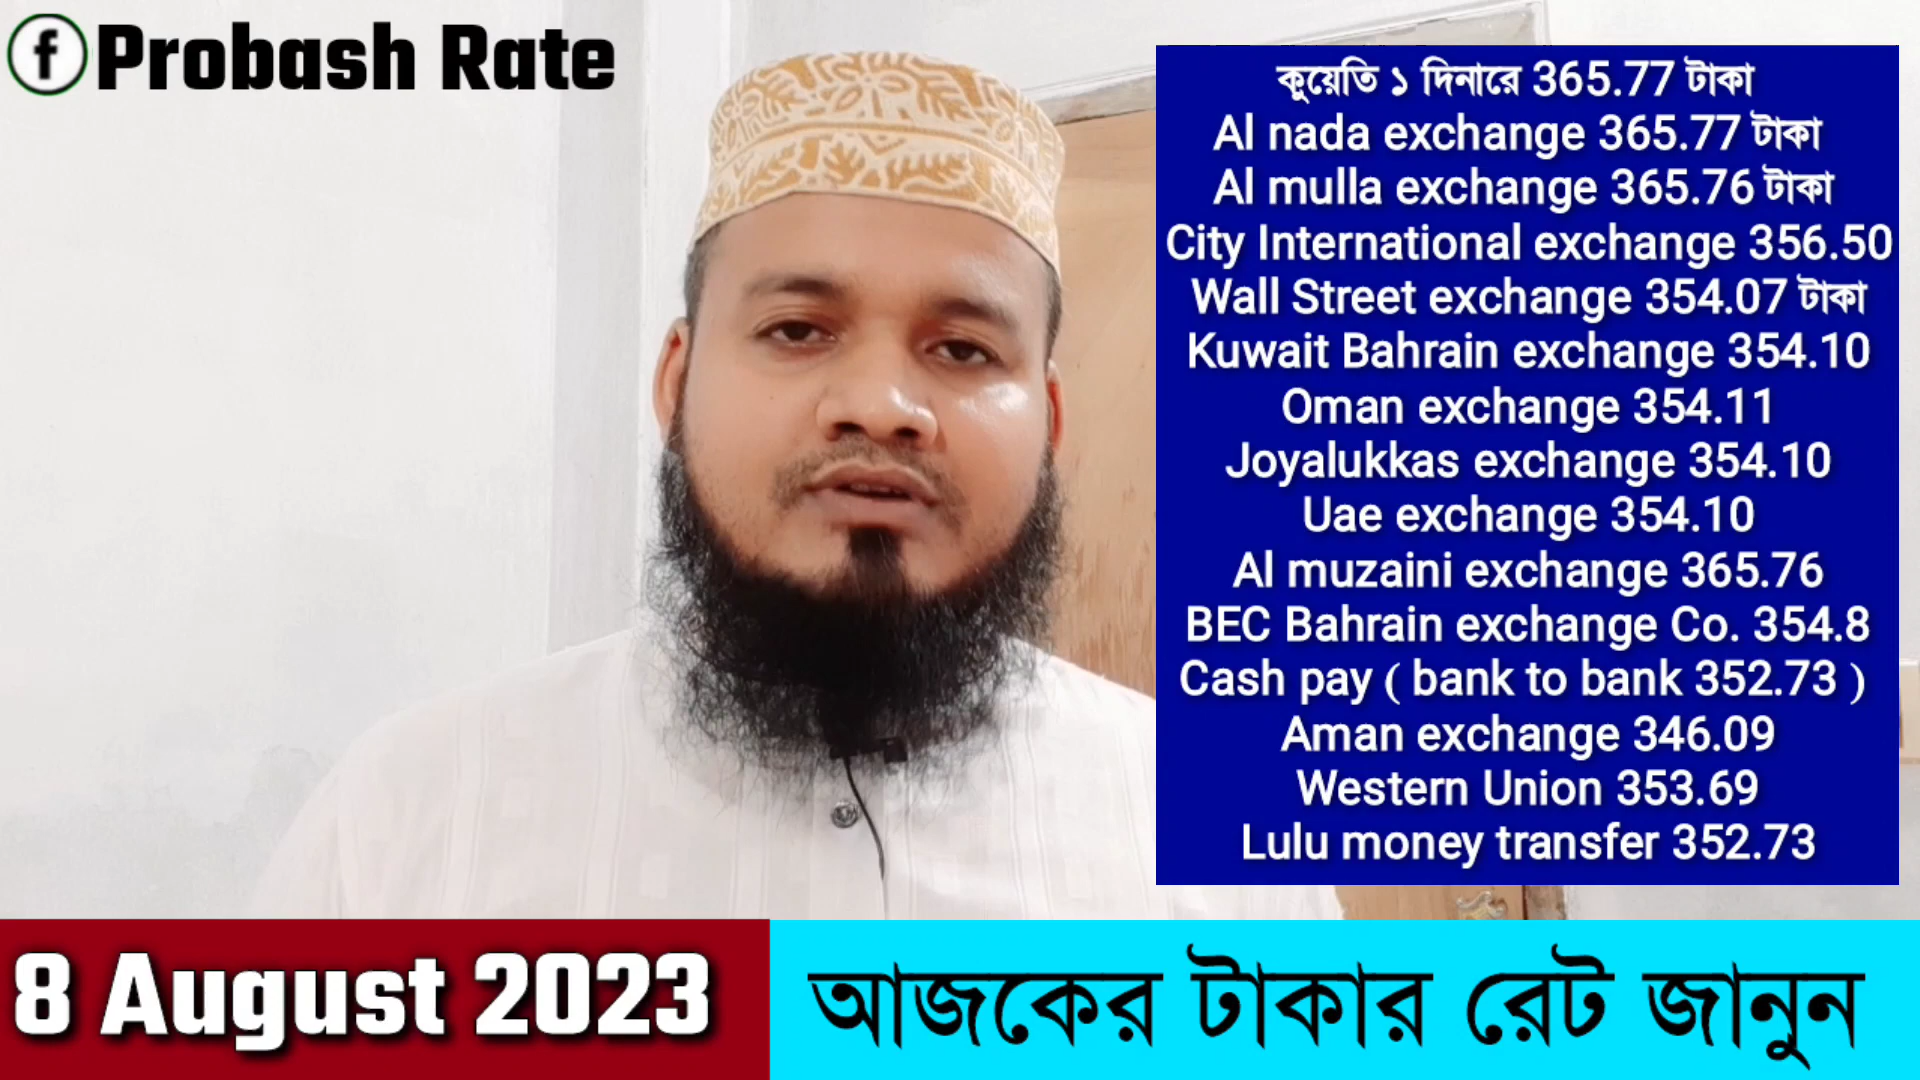 f Probash Rate
কুয়েতি ১ দিনারে 365.77 টাকা
Al nada exchange 365.77 টাকা
Al mulla exchange 365.76 টাকা
City International exchange 356.50
Wall Street exchange 354.07 টাকা
Kuwait Bahrain exchange 354.10
Oman exchange 354.11
Joyalukkas exchange 354.10
Uae exchange 354.10
Al muzaini exchange 365.76
BEC Bahrain exchange Co. 354.8
Cash pay ( bank to bank 352.73 )
Aman exchange 346.09
Western Union 353.69
Lulu money transfer 352.73
8 August 2023
আজকের টাকার রেট জানুন